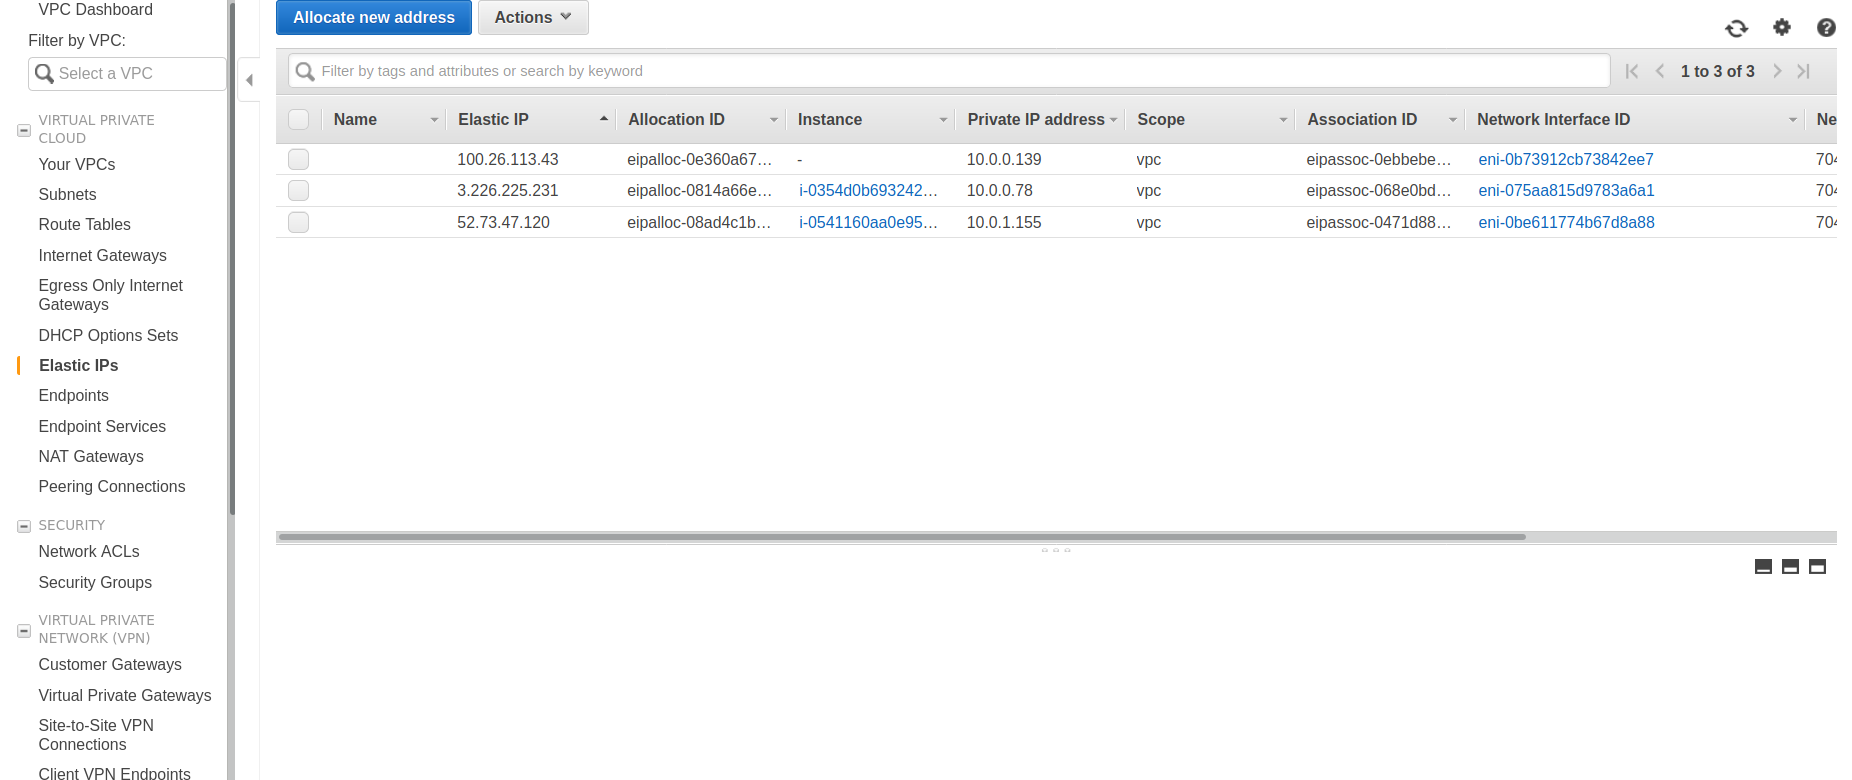 VPC Dashboard
Filter by VPC:
Select a VPC
VIRTUAL PRIVATE
CLOUD
Your VPCs
Subnets
Route Tables
Internet Gateways
Egress Only Internet
Gateways
DHCP Options Sets
Elastic IPs
Endpoints
Endpoint Services
NAT Gateways
Peering Connections
SECURITY
Network ACLs
Security Groups
VIRTUAL PRIVATE
NETWORK (VPN)
Customer Gateways
Virtual Private Gateways
Site-to-Site VPN
Connections
Client VPN Endpoints
Allocate new address Actions
Filter by tags and attributes or search by keyword 1 to 3 of 3
Name Elastic IP Allocation ID Instance Private IP address Scope Association ID Network Interface ID Ne
100.26.113.43 eipalloc-0e360a67... - 10.0.0.139 vpc eipassoc-0ebbebe... eni-0b73912cb73842ee7 704
3.226.225.231 eipalloc-0814a66e... i-0354d0b693242... 10.0.0.78 vpc eipassoc-068e0bd... eni-075aa815d9783a6a1 704
52.73.47.120 eipalloc-08ad4c1b... i-0541160aa0e95... 10.0.1.155 vpc eipassoc-0471d88... eni-0be611774b67d8a88 704